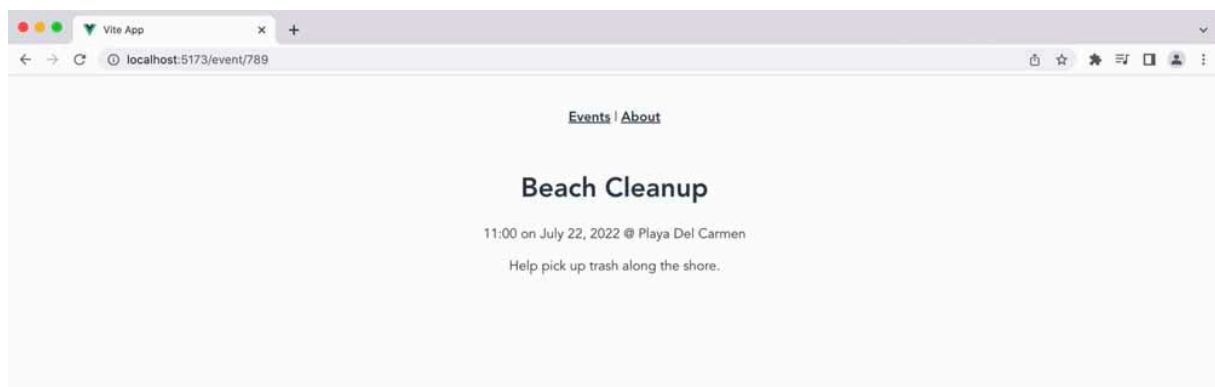 Vite App
localhost:5173/event/789
Events | About
Beach Cleanup
11:00 on July 22, 2022 @ Playa Del Carmen
Help pick up trash along the shore.